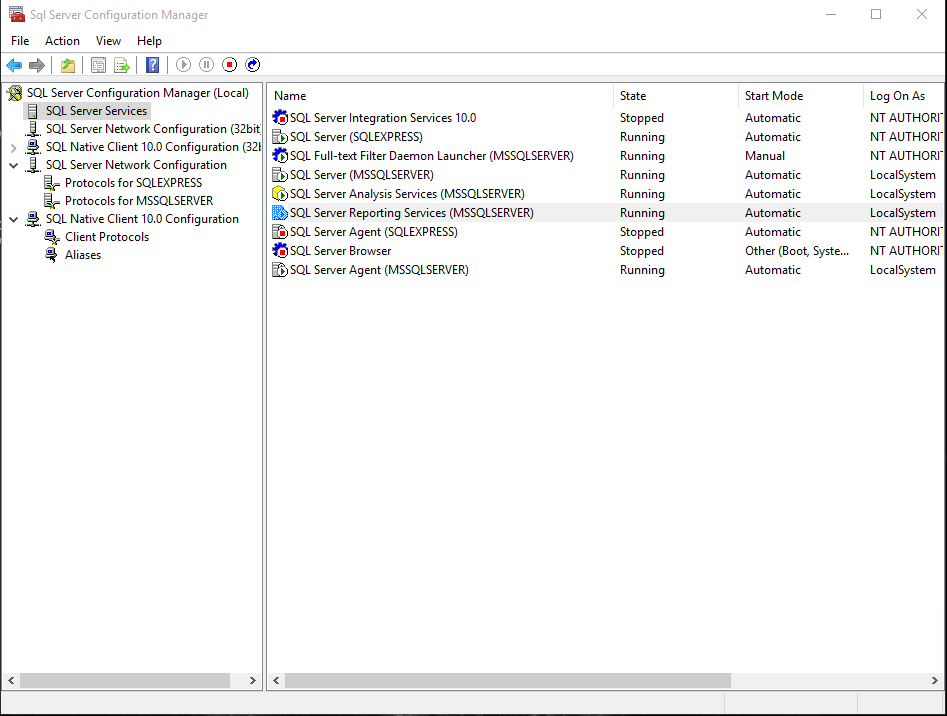 Sql Server Configuration Manager
File Action View Help
SQL Server Configuration Manager (Local)
SQL Server Services
SQL Server Network Configuration (32bit
SQL Native Client 10.0 Configuration (32b
SQL Server Network Configuration
Protocols for SQLEXPRESS
Protocols for MSSQLSERVER
SQL Native Client 10.0 Configuration
Client Protocols
Aliases
Name State Start Mode Log On As
SQL Server Integration Services 10.0 Stopped Automatic NT AUTHORIT
SQL Server (SQLEXPRESS) Running Automatic NT AUTHORIT
SQL Full-text Filter Daemon Launcher (MSSQLSERVER) Running Manual NT AUTHORIT
SQL Server (MSSQLSERVER) Running Automatic LocalSystem
SQL Server Analysis Services (MSSQLSERVER) Running Automatic LocalSystem
SQL Server Reporting Services (MSSQLSERVER) Running Automatic LocalSystem
SQL Server Agent (SQLEXPRESS) Stopped Automatic NT AUTHORIT
SQL Server Browser Stopped Other (Boot, Syste... NT AUTHORIT
SQL Server Agent (MSSQLSERVER) Running Automatic LocalSystem